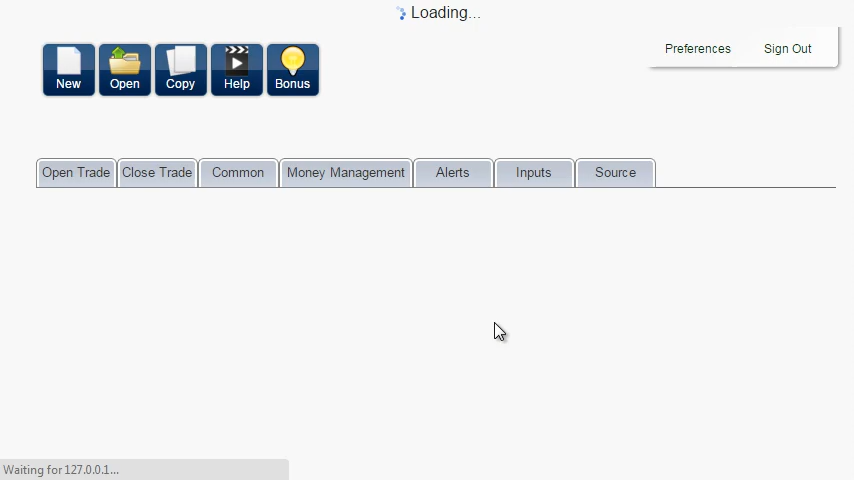 Loading...
Preferences Sign Out
New Open Copy Help Bonus
Open Trade Close Trade Common Money Management Alerts Inputs Source
Waiting for 127.0.0.1...